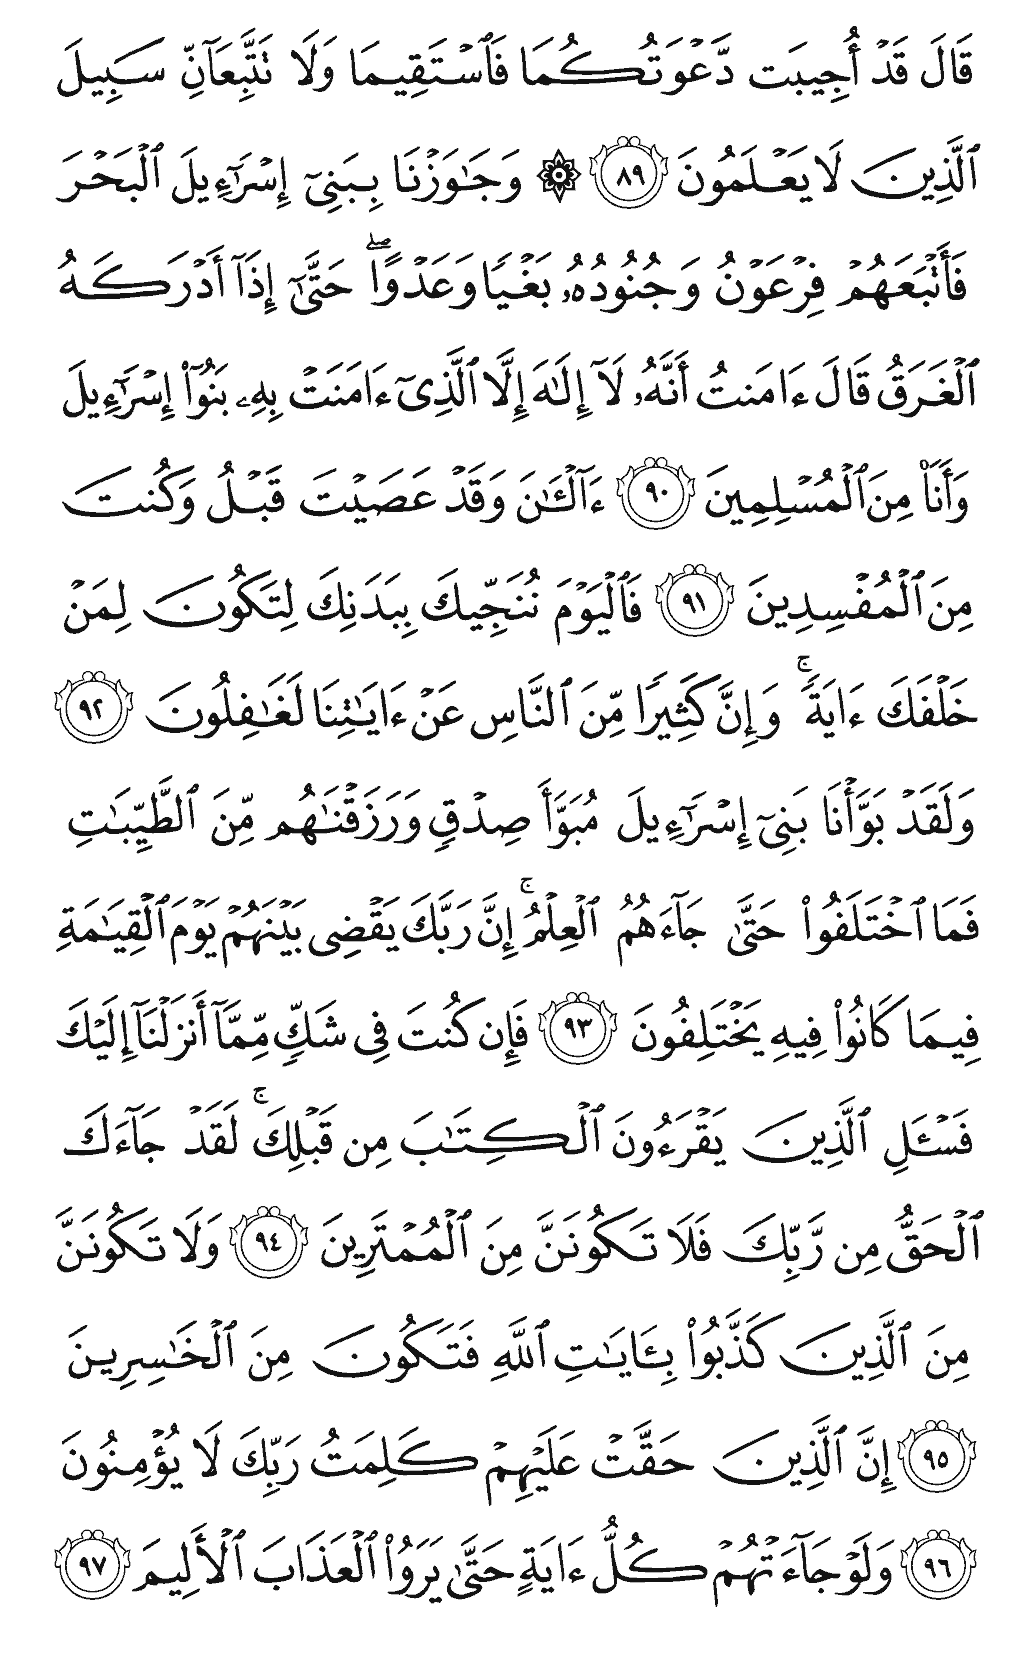 قَالَ قَدۡ أُجِيبَت دَّعۡوَتُكُمَا فَٱسۡتَقِيمَا وَلَا تَتَّبِعَآنِّ سَبِيلَ
ٱلَّذِينَ لَا يَعۡلَمُونَ ٨٩ ۞ وَجَٰوَزۡنَا بِبَنِيٓ إِسۡرَٰٓءِيلَ ٱلۡبَحۡرَ
فَأَتۡبَعَهُمۡ فِرۡعَوۡنُ وَجُنُودُهُۥ بَغۡيٗا وَعَدۡوًاۖ حَتَّىٰٓ إِذَآ أَدۡرَكَهُ
ٱلۡغَرَقُ قَالَ ءَامَنتُ أَنَّهُۥ لَآ إِلَٰهَ إِلَّا ٱلَّذِيٓ ءَامَنَتۡ بِهِۦ بَنُوٓاْ إِسۡرَٰٓءِيلَ
وَأَنَا۠ مِنَ ٱلۡمُسۡلِمِينَ ٩٠ ءَآلۡـَٰٔنَ وَقَدۡ عَصَيۡتَ قَبۡلُ وَكُنتَ
مِنَ ٱلۡمُفۡسِدِينَ ٩١ فَٱلۡيَوۡمَ نُنَجِّيكَ بِبَدَنِكَ لِتَكُونَ لِمَنۡ
خَلۡفَكَ ءَايَةٗۚ وَإِنَّ كَثِيرٗا مِّنَ ٱلنَّاسِ عَنۡ ءَايَٰتِنَا لَغَٰفِلُونَ ٩٢
وَلَقَدۡ بَوَّأۡنَا بَنِيٓ إِسۡرَٰٓءِيلَ مُبَوَّأَ صِدۡقٖ وَرَزَقۡنَٰهُم مِّنَ ٱلطَّيِّبَٰتِ
فَمَا ٱخۡتَلَفُواْ حَتَّىٰ جَآءَهُمُ ٱلۡعِلۡمُۚ إِنَّ رَبَّكَ يَقۡضِي بَيۡنَهُمۡ يَوۡمَ ٱلۡقِيَٰمَةِ
فِيمَا كَانُواْ فِيهِ يَخۡتَلِفُونَ ٩٣ فَإِن كُنتَ فِي شَكّٖ مِّمَّآ أَنزَلۡنَآ إِلَيۡكَ
فَسۡـَٔلِ ٱلَّذِينَ يَقۡرَءُونَ ٱلۡكِتَٰبَ مِن قَبۡلِكَۚ لَقَدۡ جَآءَكَ
ٱلۡحَقُّ مِن رَّبِّكَ فَلَا تَكُونَنَّ مِنَ ٱلۡمُمۡتَرِينَ ٩٤ وَلَا تَكُونَنَّ
مِنَ ٱلَّذِينَ كَذَّبُواْ بِـَٔايَٰتِ ٱللَّهِ فَتَكُونَ مِنَ ٱلۡخَٰسِرِينَ
٩٥ إِنَّ ٱلَّذِينَ حَقَّتۡ عَلَيۡهِمۡ كَلِمَتُ رَبِّكَ لَا يُؤۡمِنُونَ
٩٦ وَلَوۡ جَآءَتۡهُمۡ كُلُّ ءَايَةٍ حَتَّىٰ يَرَوُاْ ٱلۡعَذَابَ ٱلۡأَلِيمَ ٩٧